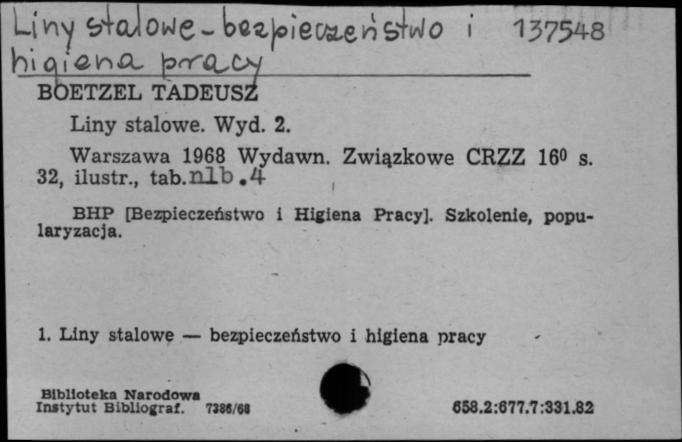 Liny stalowe - bezpieczeństwo i 137548
higiena pracy
BOETZEL TADEUSZ
Liny stalowe. Wyd. 2.
Warszawa 1968 Wydawn. Związkowe CRZZ 16⁰ s.
32, ilustr., tab. nlb. 4
BHP [Bezpieczeństwo i Higiena Pracy]. Szkolenie, popu-
laryzacja.
1. Liny stalowe — bezpieczeństwo i higiena pracy
Biblioteka Narodowa
Instytut Bibliograf. 7386/68 658.2:677.7:331.82